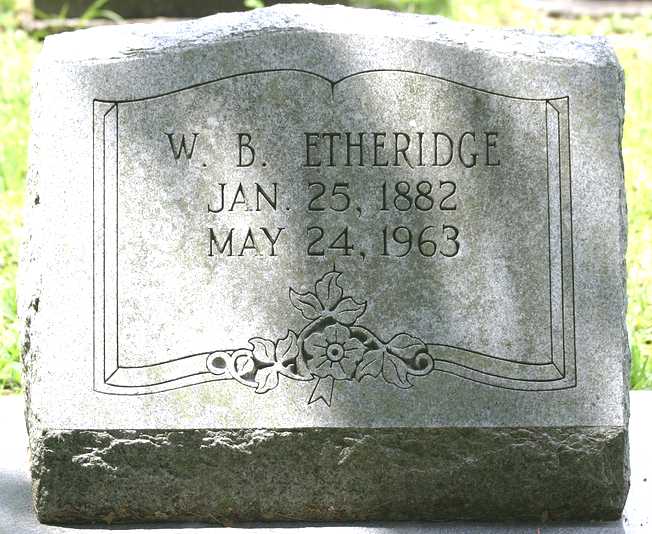 W. B. ETHERIDGE
JAN. 25, 1882
MAY 24, 1963